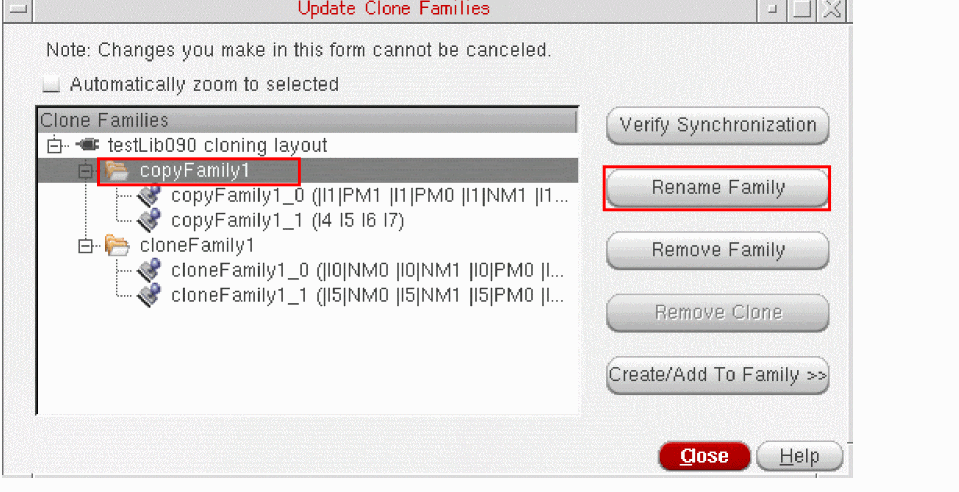 Update Clone Families
Note: Changes you make in this form cannot be canceled.
Automatically zoom to selected
Clone Families
testLib090 cloning layout
copyFamily1
copyFamily1_0 (|I1|PM1 |I1|PM0 |I1|NM1 |I1...
copyFamily1_1 (I4 I5 I6 I7)
cloneFamily1
cloneFamily1_0 (|I0|NM0 |I0|NM1 |I0|PM0 |I...
cloneFamily1_1 (|I5|NM0 |I5|NM1 |I5|PM0 |I...
Verify Synchronization
Rename Family
Remove Family
Remove Clone
Create/Add To Family >>
Close
Help